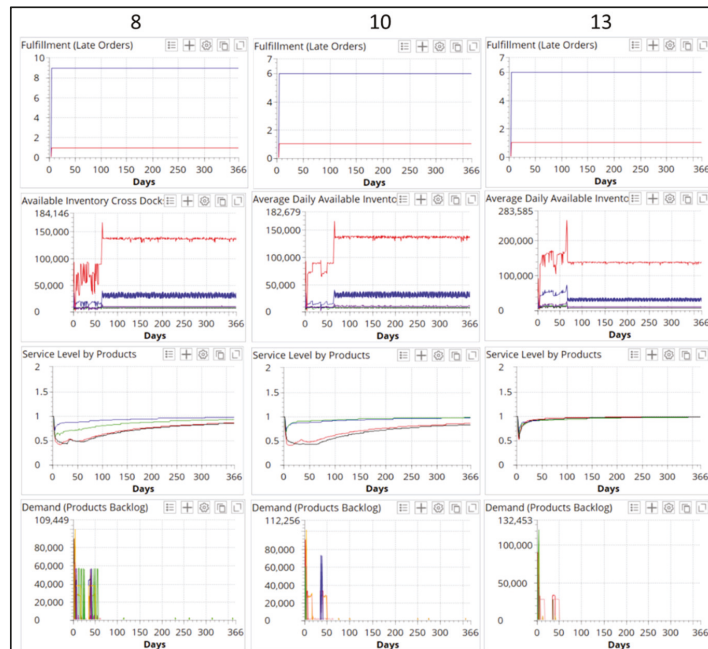 8 10 13
Fulfillment (Late Orders)
10
8
6
4
2
0 50 100 150 200 250 300 366
Days
Fulfillment (Late Orders)
7
6
4
2
0 50 100 150 200 250 300 366
Days
Fulfillment (Late Orders)
7
6
4
2
0 50 100 150 200 250 300 366
Days
Available Inventory Cross Docks
184,146
150,000
100,000
50,000
0
0 50 100 150 200 250 300 366
Days
Average Daily Available Invento
182,679
150,000
100,000
50,000
0
0 50 100 150 200 250 300 366
Days
Average Daily Available Invento
283,585
200,000
100,000
0
0 50 100 150 200 250 300 366
Days
Service Level by Products
2
1.5
1
0.5
0
0 50 100 150 200 250 300 366
Days
Service Level by Products
2
1.5
1
0.5
0
0 50 100 150 200 250 300 366
Days
Service Level by Products
2
1.5
1
0.5
0
0 50 100 150 200 250 300 366
Days
Demand (Products Backlog)
109,449
80,000
60,000
40,000
20,000
0
0 50 100 150 200 250 300 366
Days
Demand (Products Backlog)
112,256
80,000
60,000
40,000
20,000
0
0 50 100 150 200 250 300 366
Days
Demand (Products Backlog)
132,453
100,000
50,000
0
0 50 100 150 200 250 300 366
Days